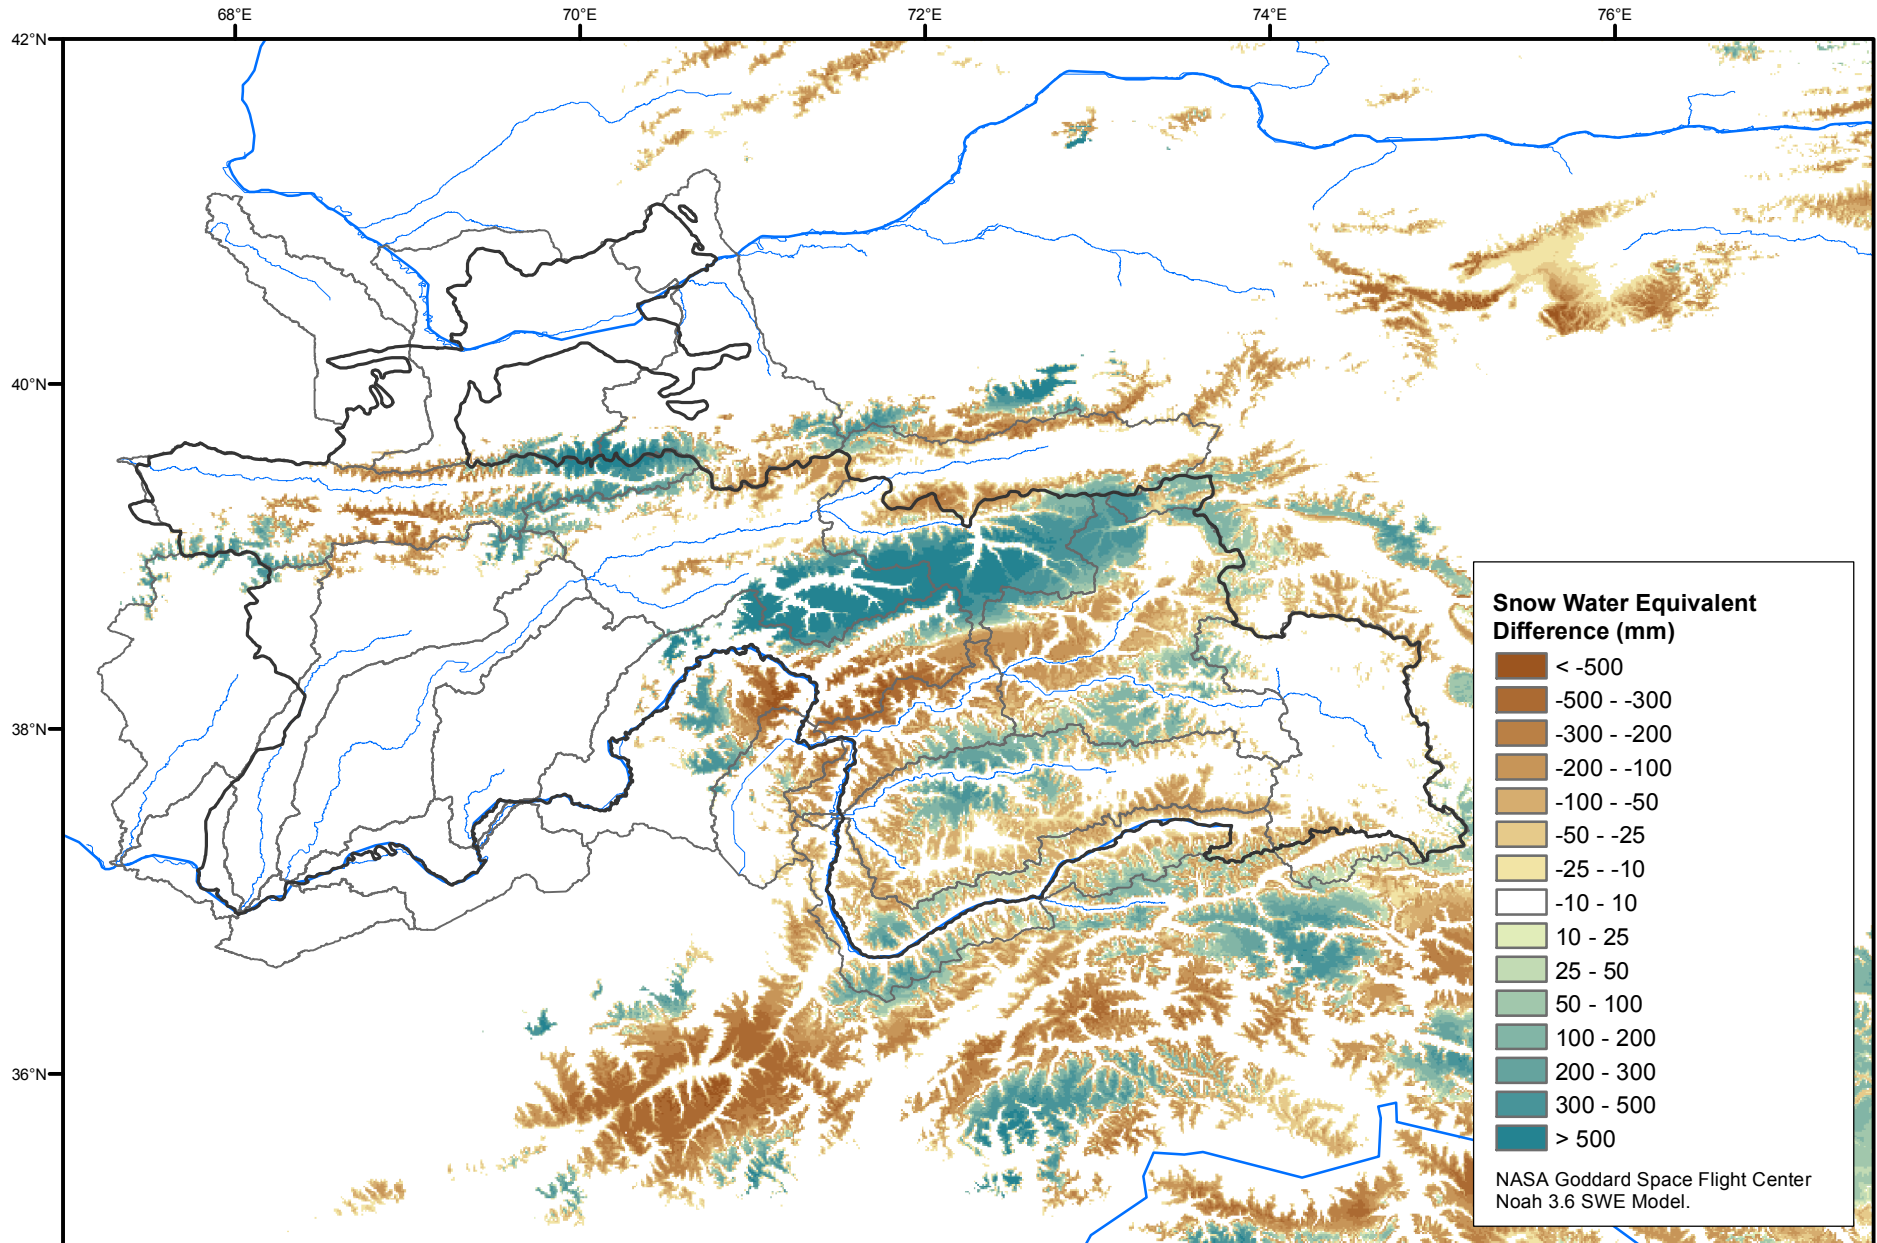 68°E 70°E 72°E 74°E 76°E
42°N
40°N
38°N
36°N
Snow Water Equivalent
Difference (mm)
< -500
-500 - -300
-300 - -200
-200 - -100
-100 - -50
-50 - -25
-25 - -10
-10 - 10
10 - 25
25 - 50
50 - 100
100 - 200
200 - 300
300 - 500
> 500
NASA Goddard Space Flight Center
Noah 3.6 SWE Model.